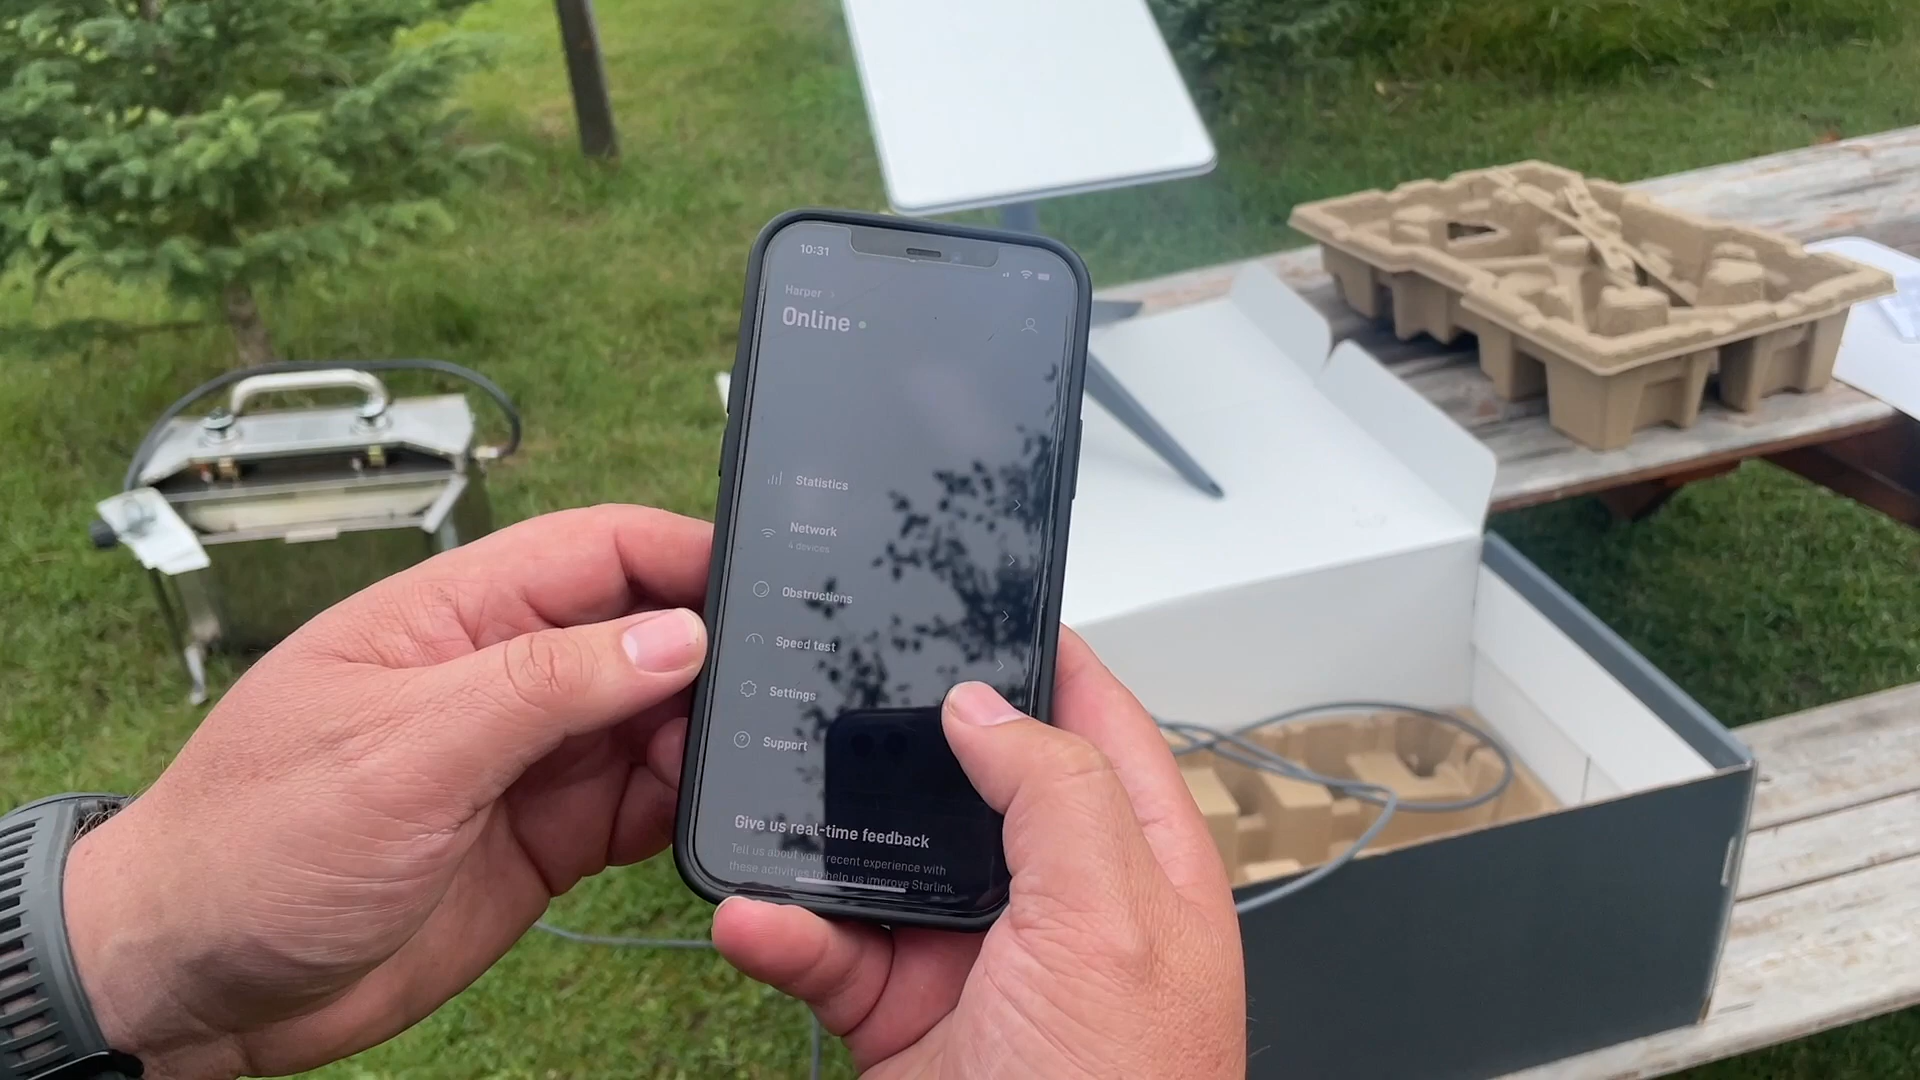 10:31
Harper
Online
Statistics
Network
4 devices
Obstructions
Speed test
Settings
Support
Give us real-time feedback
Tell us about your recent experience with
these activities to help us improve Starlink.